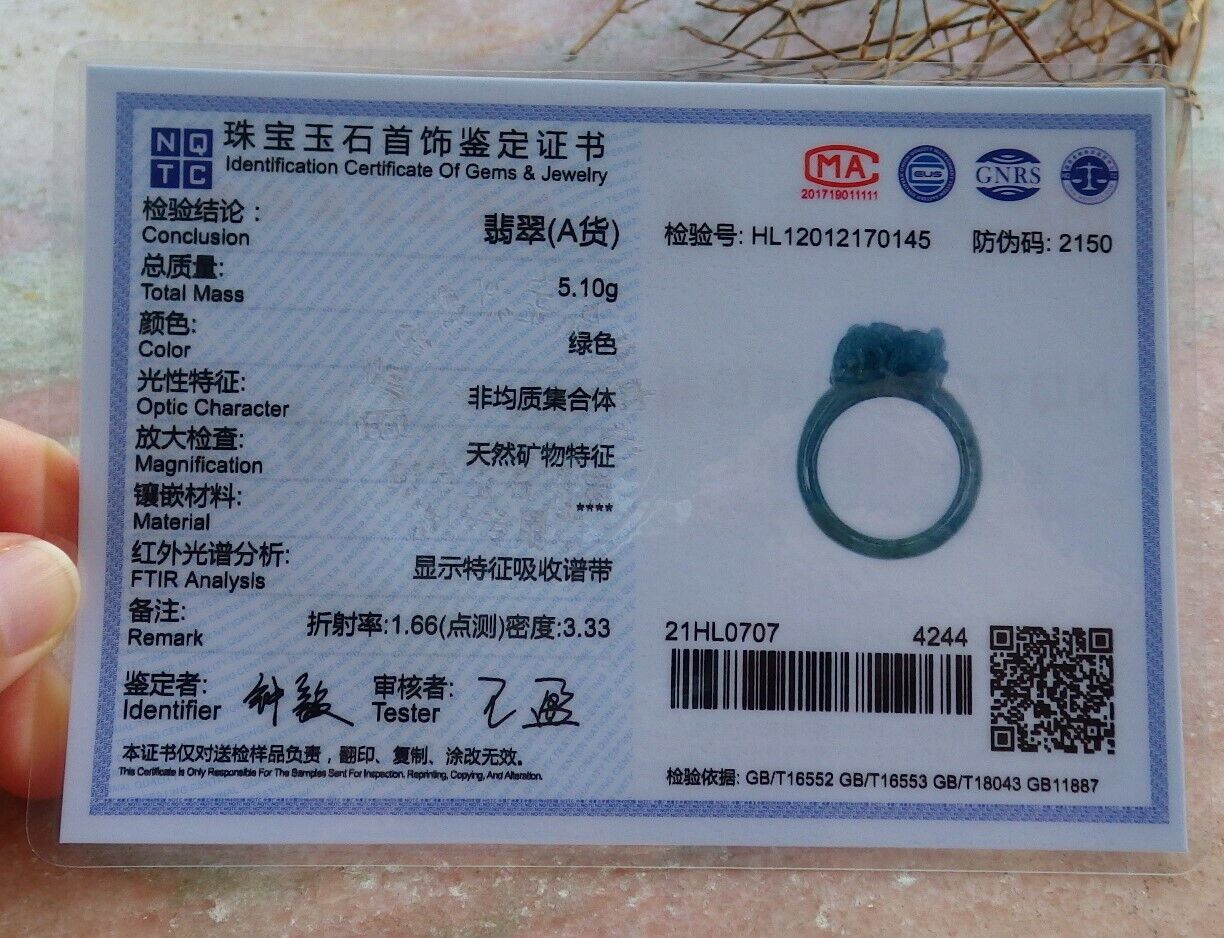 NQ
TC
珠宝玉石首饰鉴定证书
Identification Certificate Of Gems & Jewelry
检验结论：
Conclusion
翡翠(A货)
总质量:
Total Mass
5.10g
颜色:
Color
绿色
光性特征:
Optic Character
非均质集合体
放大检查:
Magnification
天然矿物特征
镶嵌材料:
Material
****
红外光谱分析:
FTIR Analysis
显示特征吸收谱带
备注:
Remark
折射率:1.66(点测)密度:3.33
鉴定者:
Identifier
审核者:
Tester
本证书仅对送检样品负责，翻印、复制、涂改无效。
This Certificate is Only Responsible For The Samples Sent For Inspection. Reprinting, Copying, And Alteration.
MA
201719011111
EUS
GNRS
检验号: HL12012170145 防伪码: 2150
21HL0707 4244
检验依据: GB/T16552 GB/T16553 GB/T18043 GB11887